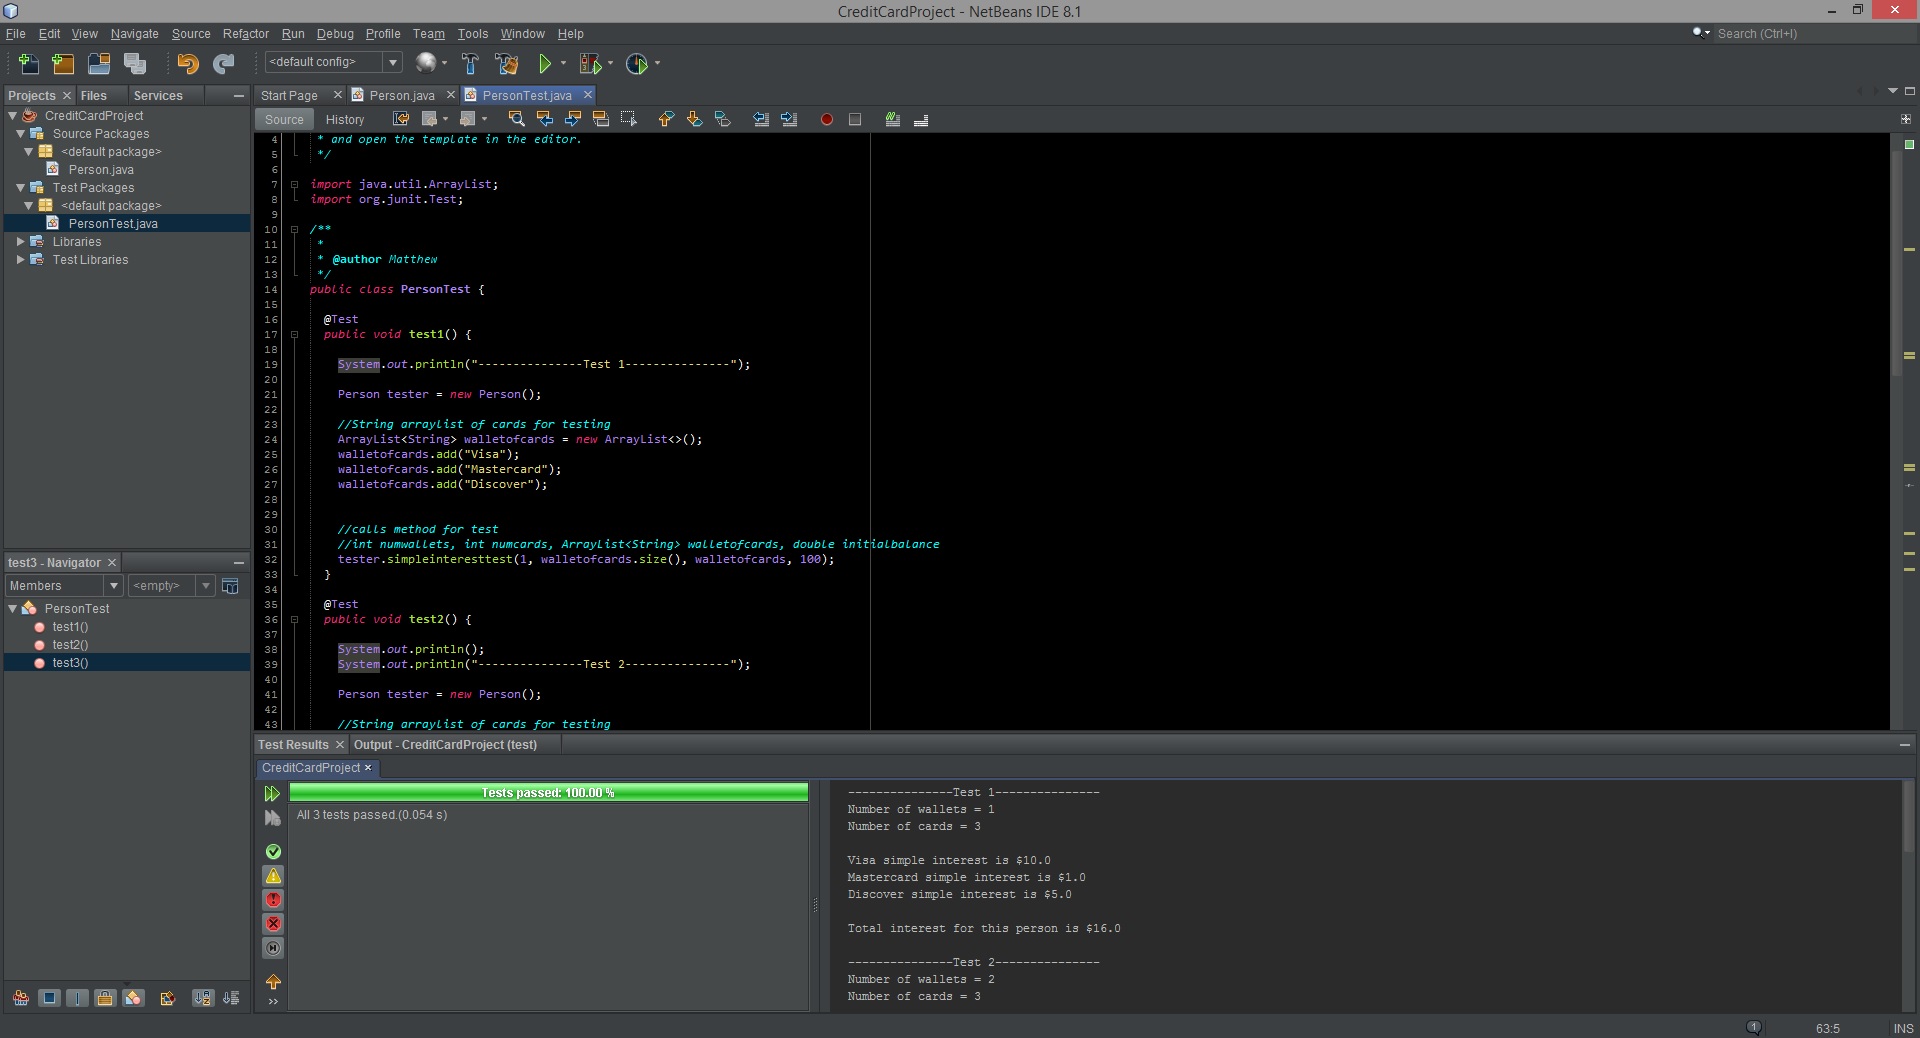 CreditCardProject - NetBeans IDE 8.1
File Edit View Navigate Source Refactor Run Debug Profile Team Tools Window Help
Search (Ctrl+I)
<default config>
Projects Files Services
CreditCardProject
Source Packages
<default package>
Person.java
Test Packages
<default package>
PersonTest.java
Libraries
Test Libraries
test3 - Navigator
Members <empty>
PersonTest
test1()
test2()
test3()
Start Page Person.java PersonTest.java
Source History
4 * and open the template in the editor.
5 */
6
7 import java.util.ArrayList;
8 import org.junit.Test;
9
10 /**
11 *
12 * @author Matthew
13 */
14 public class PersonTest {
15
16 @Test
17 public void test1() {
18
19 System.out.println("---------------Test 1---------------");
20
21 Person tester = new Person();
22
23 //String arraylist of cards for testing
24 ArrayList<String> walletofcards = new ArrayList<>();
25 walletofcards.add("Visa");
26 walletofcards.add("Mastercard");
27 walletofcards.add("Discover");
28
29
30 //calls method for test
31 //int numwallets, int numcards, ArrayList<String> walletofcards, double initialbalance
32 tester.simpleinteresttest(1, walletofcards.size(), walletofcards, 100);
33 }
34
35 @Test
36 public void test2() {
37
38 System.out.println();
39 System.out.println("---------------Test 2---------------");
40
41 Person tester = new Person();
42
43 //String arraylist of cards for testing
Test Results Output - CreditCardProject (test)
CreditCardProject
Tests passed: 100.00 %
All 3 tests passed.(0.054 s)
---------------Test 1---------------
Number of wallets = 1
Number of cards = 3
Visa simple interest is $10.0
Mastercard simple interest is $1.0
Discover simple interest is $5.0
Total interest for this person is $16.0
---------------Test 2---------------
Number of wallets = 2
Number of cards = 3
1 63:5 INS